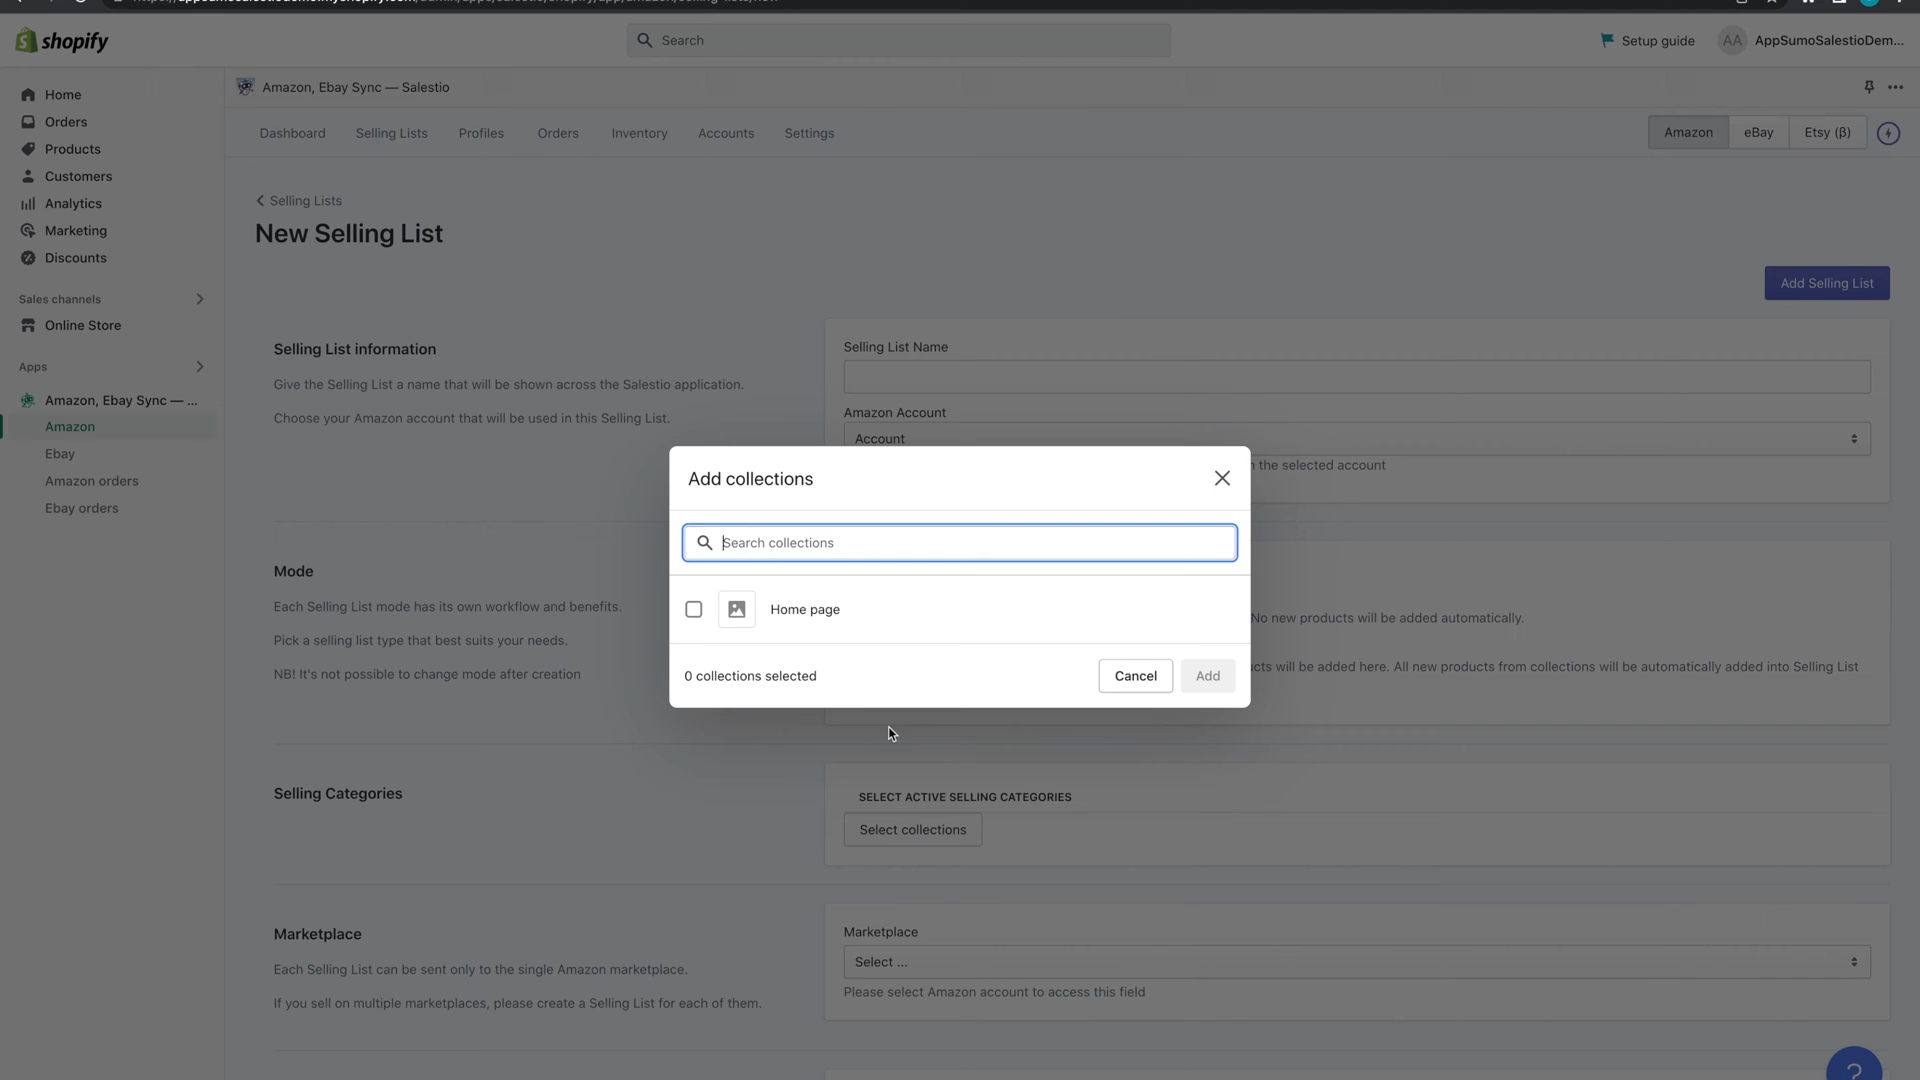 shopify
Search
Setup guide
AA
AppSumoSalestioDem...
Home
Orders
Products
Customers
Analytics
Marketing
Discounts
Sales channels
Online Store
Apps
Amazon, Ebay Sync — ...
Amazon
Ebay
Amazon orders
Ebay orders
Amazon, Ebay Sync — Salestio
Dashboard
Selling Lists
Profiles
Orders
Inventory
Accounts
Settings
Amazon
eBay
Etsy (β)
Selling Lists
New Selling List
Add Selling List
Selling List information
Give the Selling List a name that will be shown across the Salestio application.
Choose your Amazon account that will be used in this Selling List.
Selling List Name
Amazon Account
Account
the selected account
Mode
Each Selling List mode has its own workflow and benefits.
Pick a selling list type that best suits your needs.
NB! It's not possible to change mode after creation
No new products will be added automatically.
will be added here. All new products from collections will be automatically added into Selling List
Add collections
Search collections
Home page
0 collections selected
Cancel
Add
Selling Categories
SELECT ACTIVE SELLING CATEGORIES
Select collections
Marketplace
Each Selling List can be sent only to the single Amazon marketplace.
If you sell on multiple marketplaces, please create a Selling List for each of them.
Marketplace
Select ...
Please select Amazon account to access this field
?